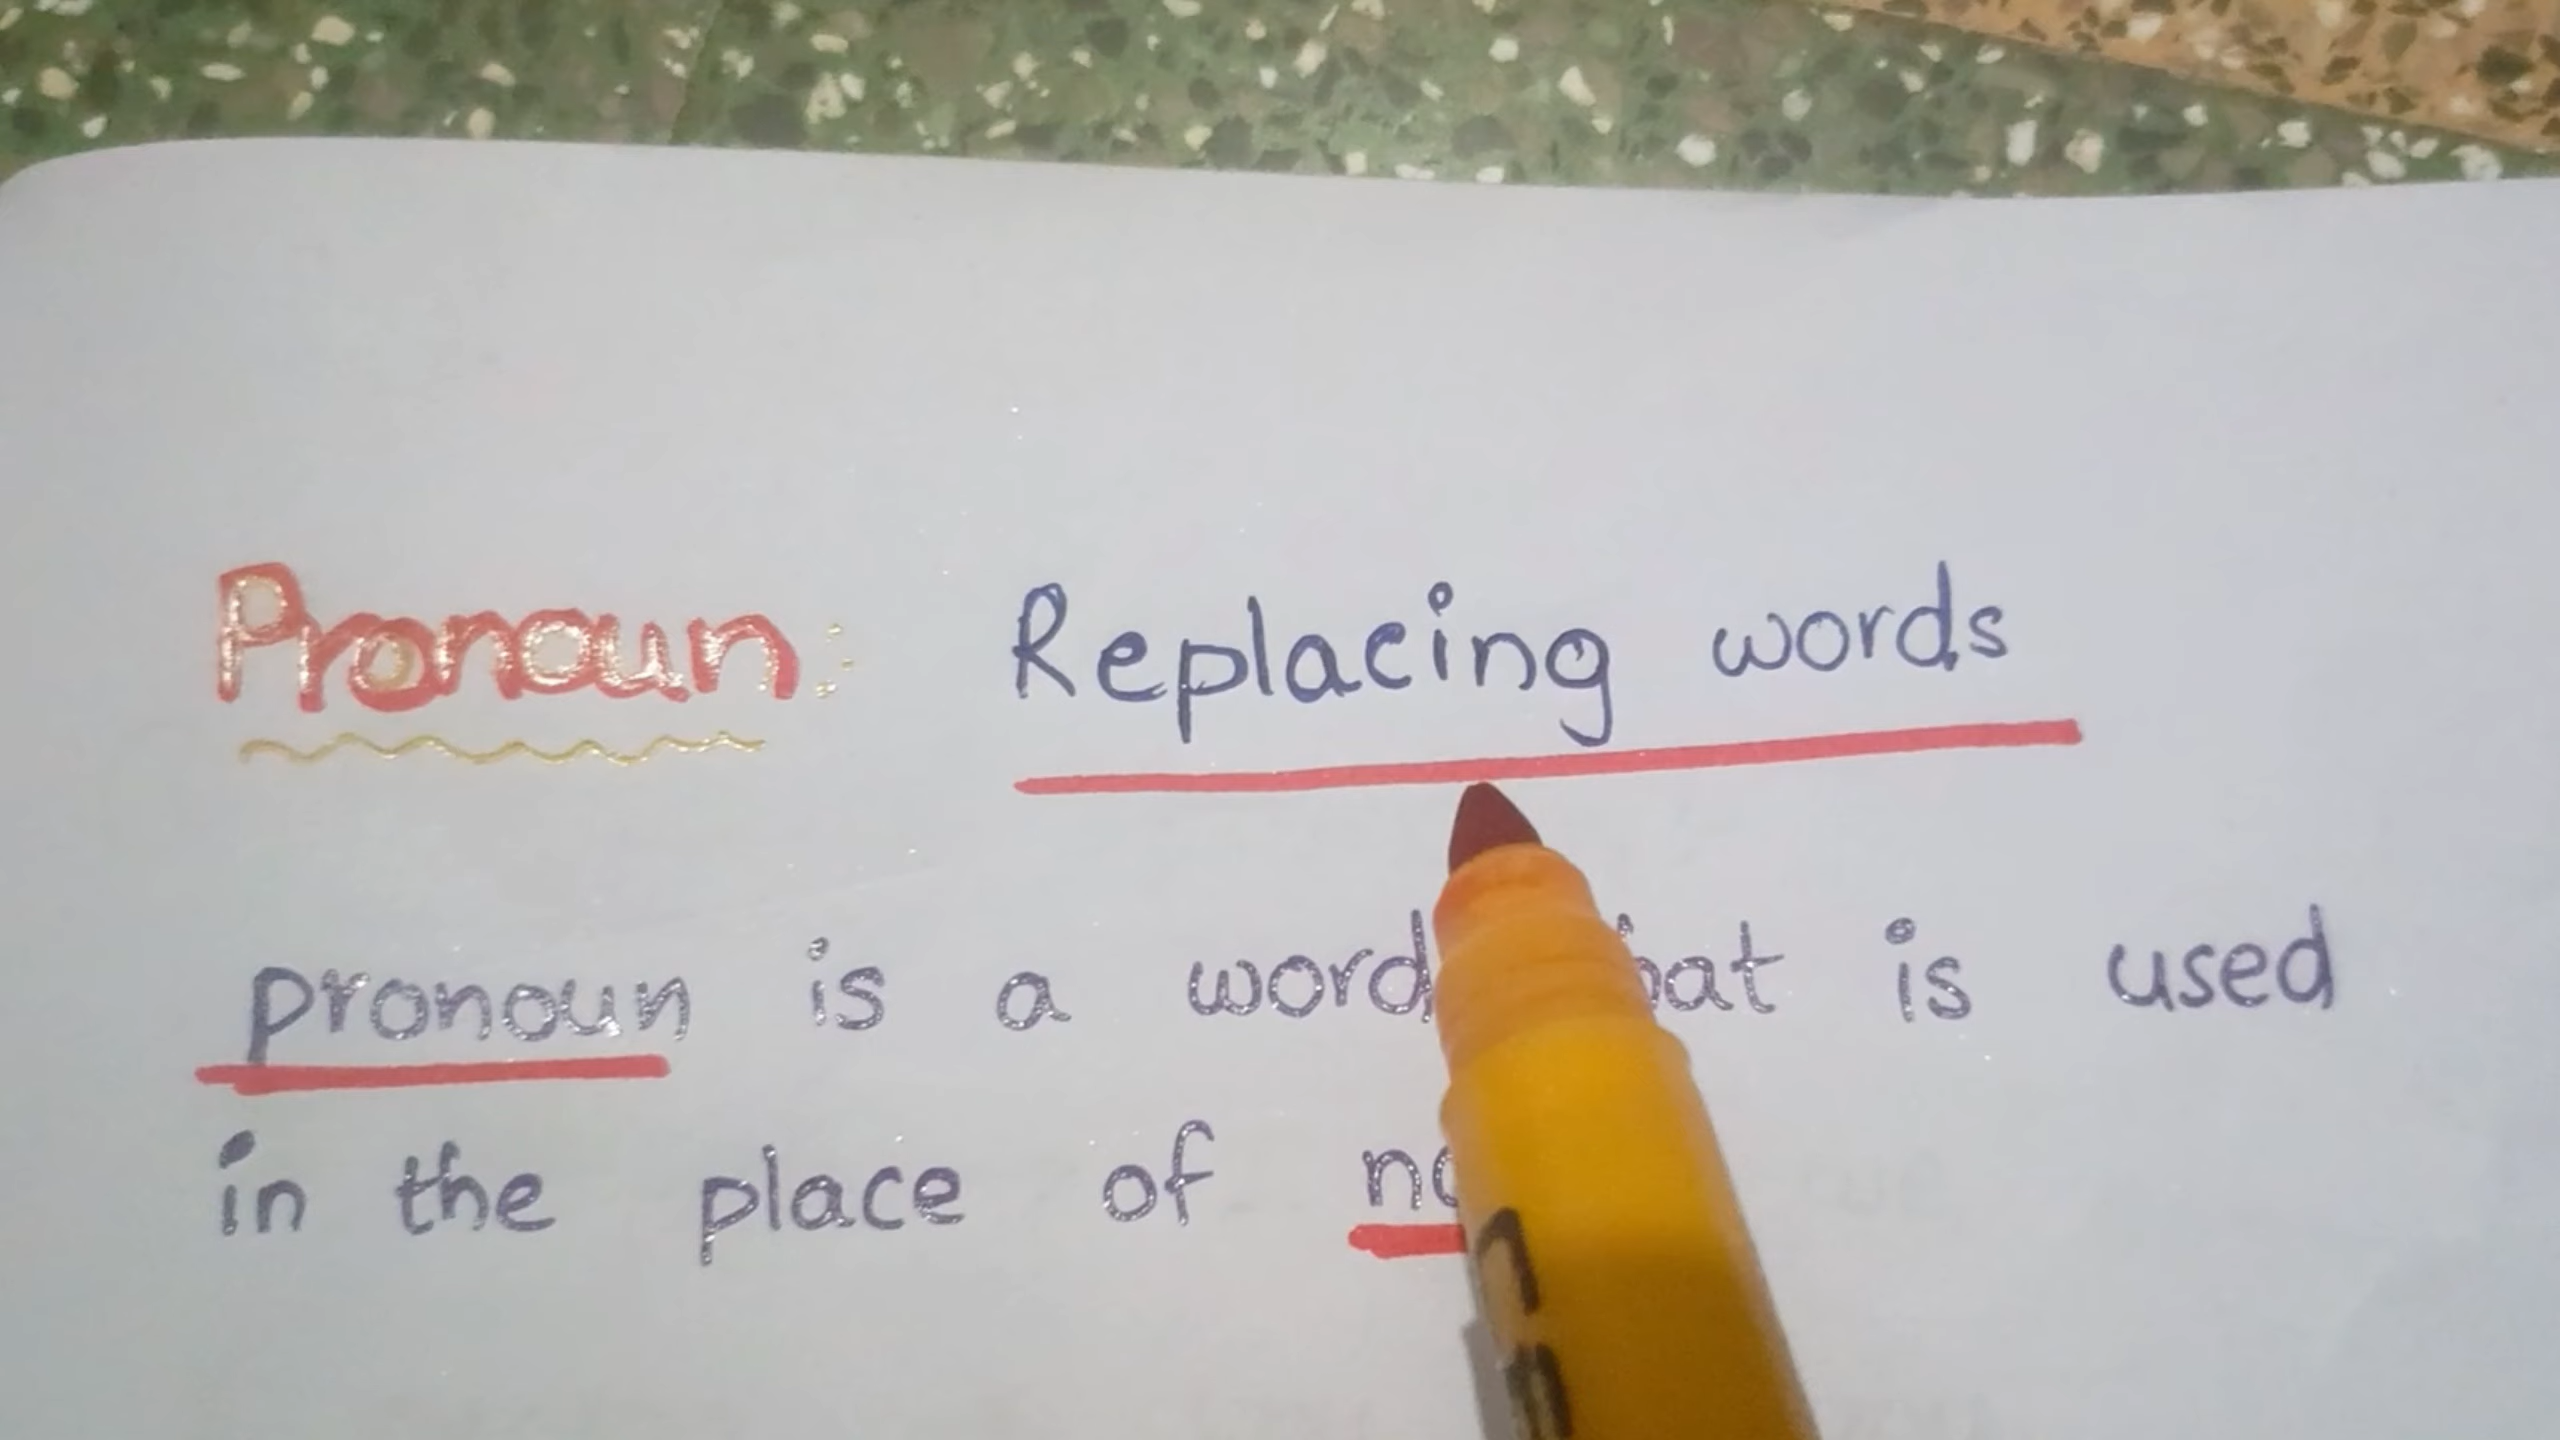 Pronoun: Replacing words
pronoun is a word is used
in the place of